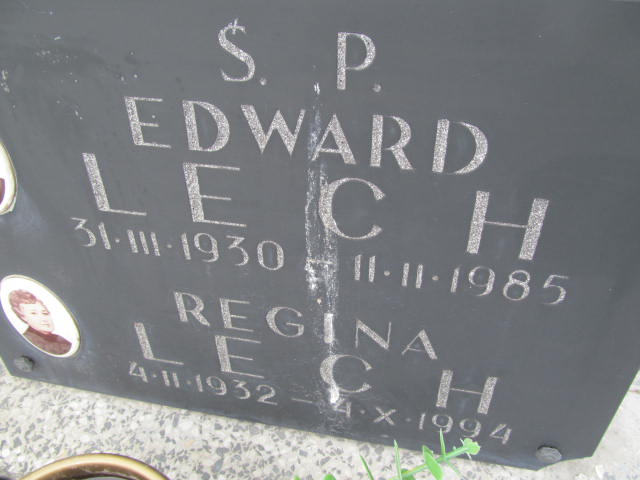 Ś. P.
EDWARD
LECH
31·III·1930 – 11·II·1985
REGINA
LECH
4·II·1932 – 4·X·1994